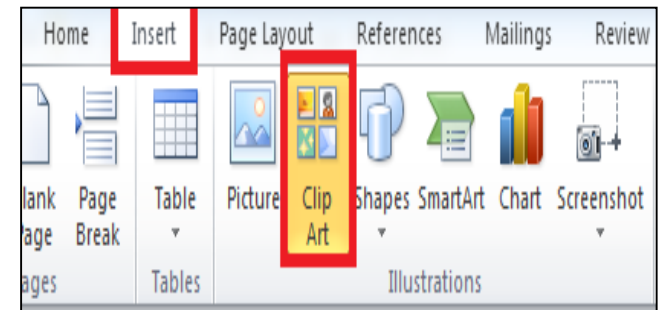 Home Insert Page Layout References Mailings Review
lank Page Table Picture Clip Shapes SmartArt Chart Screenshot
age Break Art
ages Tables Illustrations